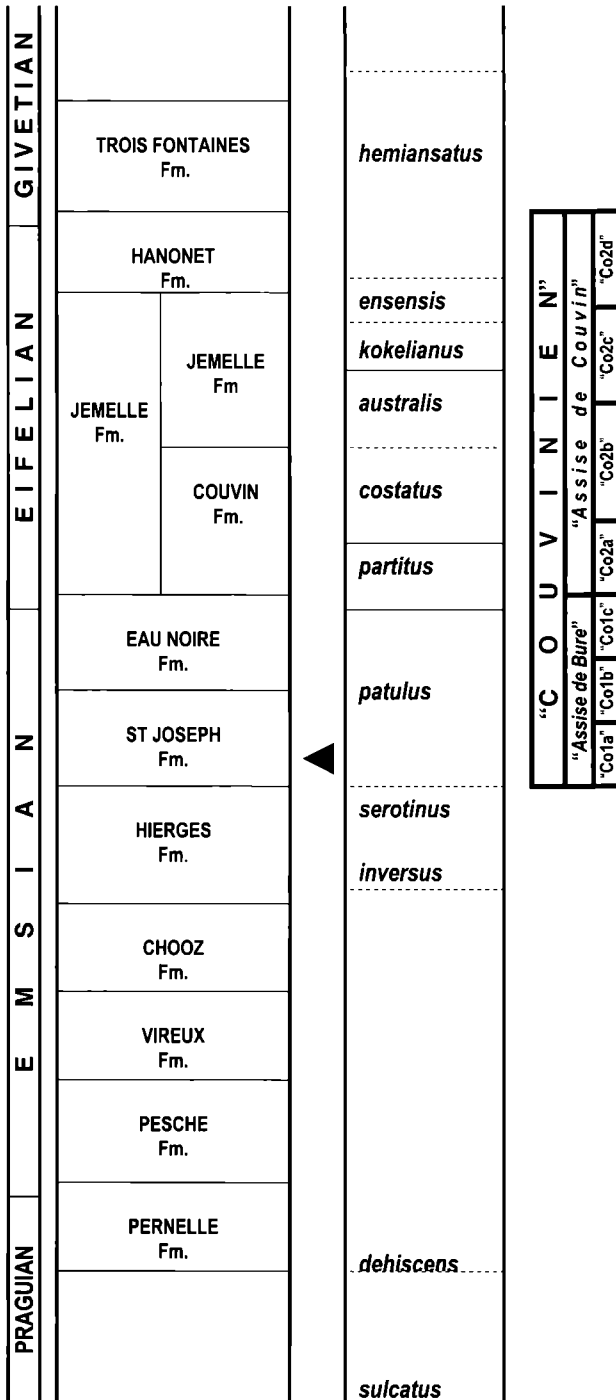 GIVETIAN
EIFELIAN
EMSIAN
PRAGUIAN
TROIS FONTAINES
Fm.
HANONET
Fm.
JEMELLE
Fm.
JEMELLE
Fm
COUVIN
Fm.
EAU NOIRE
Fm.
ST JOSEPH
Fm.
HIERGES
Fm.
CHOOZ
Fm.
VIREUX
Fm.
PESCHE
Fm.
PERNELLE
Fm.
hemiansatus
ensensis
kokelianus
australis
costatus
partitus
patulus
serotinus
inversus
dehiscens
sulcatus
"COUVINIEN"
"Assise de Couvin"
"Assise de Bure"
"Co2d"
"Co2c"
"Co2b"
"Co2a"
"Co1c"
"Co1b"
"Co1a"